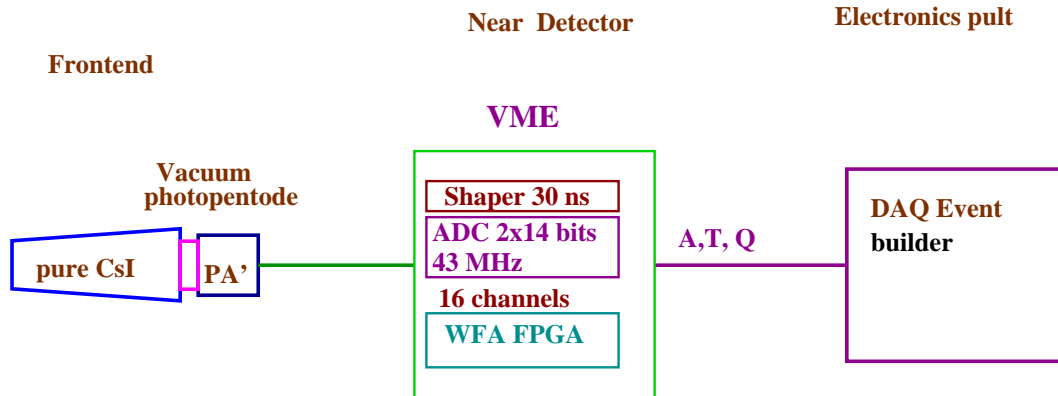 Near Detector
Electronics pult
Frontend
VME
Vacuum
photopentode
pure CsI
PA’
Shaper 30 ns
ADC 2x14 bits
43 MHz
16 channels
WFA FPGA
A,T, Q
DAQ Event
builder